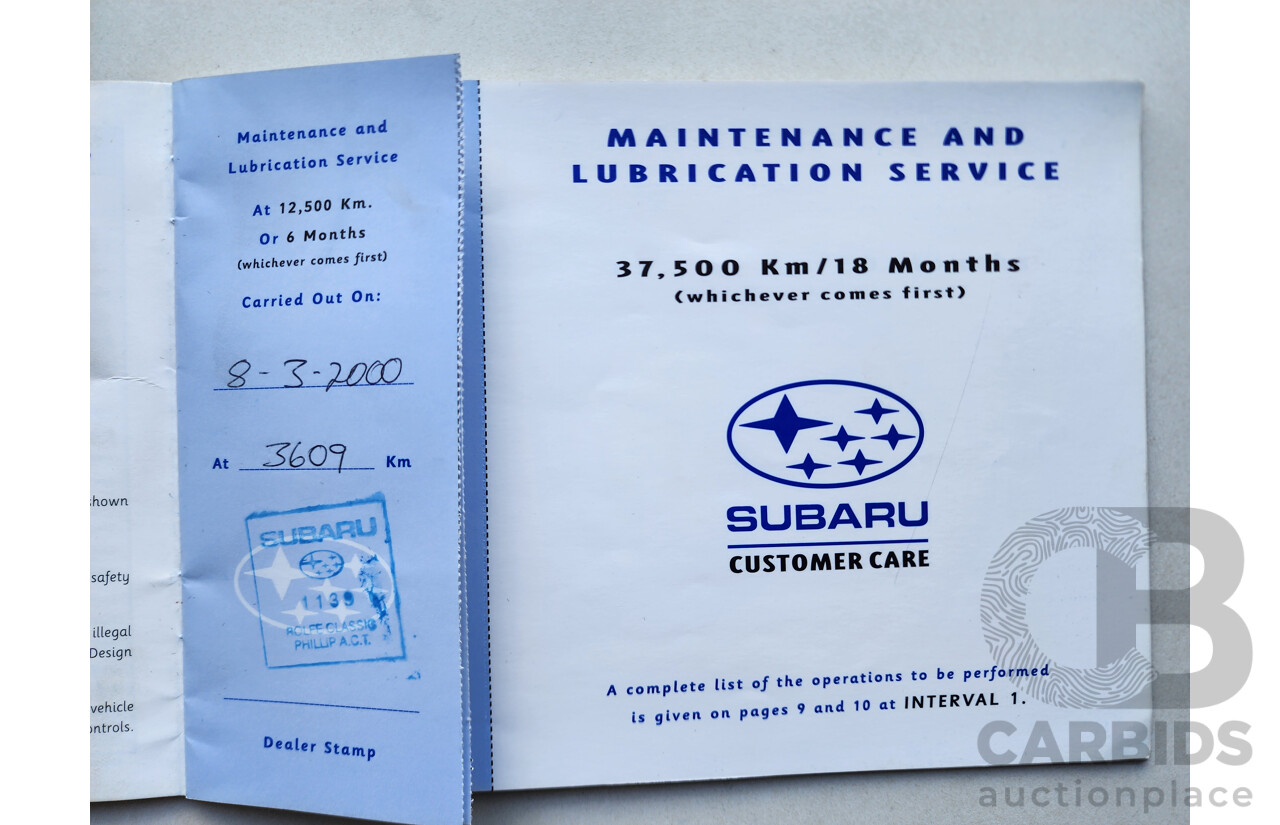 shown
safety
illegal
Design
vehicle
ontrols.
Maintenance and
Lubrication Service
At 12,500 Km.
Or 6 Months
(whichever comes first)
Carried Out On:
8-3-2000
At 3609 Km
SUBARU
1139
ROLFE CLASSIC
PHILLIP A.C.T.
Dealer Stamp
MAINTENANCE AND
LUBRICATION SERVICE
37,500 Km/18 Months
(whichever comes first)
SUBARU
CUSTOMER CARE
A complete list of the operations to be performed
is given on pages 9 and 10 at INTERVAL 1.
CB
CARBIDS
auctionplace